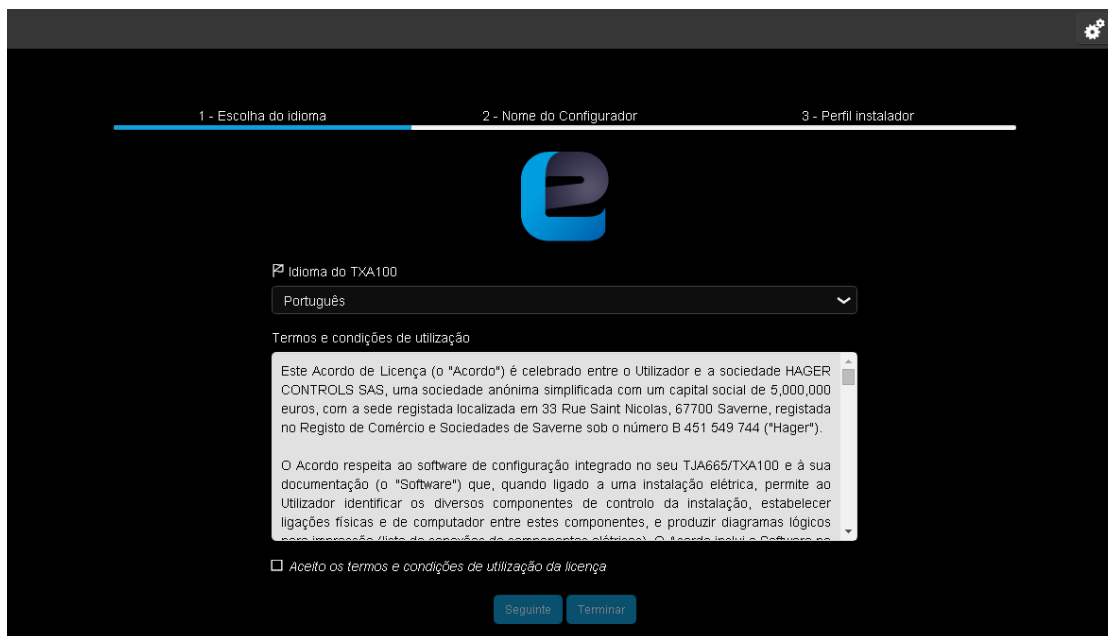 1 - Escolha do idioma
2 - Nome do Configurador
3 - Perfil instalador
Idioma do TXA100
Português
Termos e condições de utilização
Este Acordo de Licença (o "Acordo") é celebrado entre o Utilizador e a sociedade HAGER
CONTROLS SAS, uma sociedade anónima simplificada com um capital social de 5,000,000
euros, com a sede registada localizada em 33 Rue Saint Nicolas, 67700 Saverne, registada
no Registo de Comércio e Sociedades de Saverne sob o número B 451 549 744 ("Hager").
O Acordo respeita ao software de configuração integrado no seu TJA665/TXA100 e à sua
documentação (o "Software") que, quando ligado a uma instalação elétrica, permite ao
Utilizador identificar os diversos componentes de controlo da instalação, estabelecer
ligações físicas e de computador entre estes componentes, e produzir diagramas lógicos
Aceito os termos e condições de utilização da licença
Seguinte
Terminar